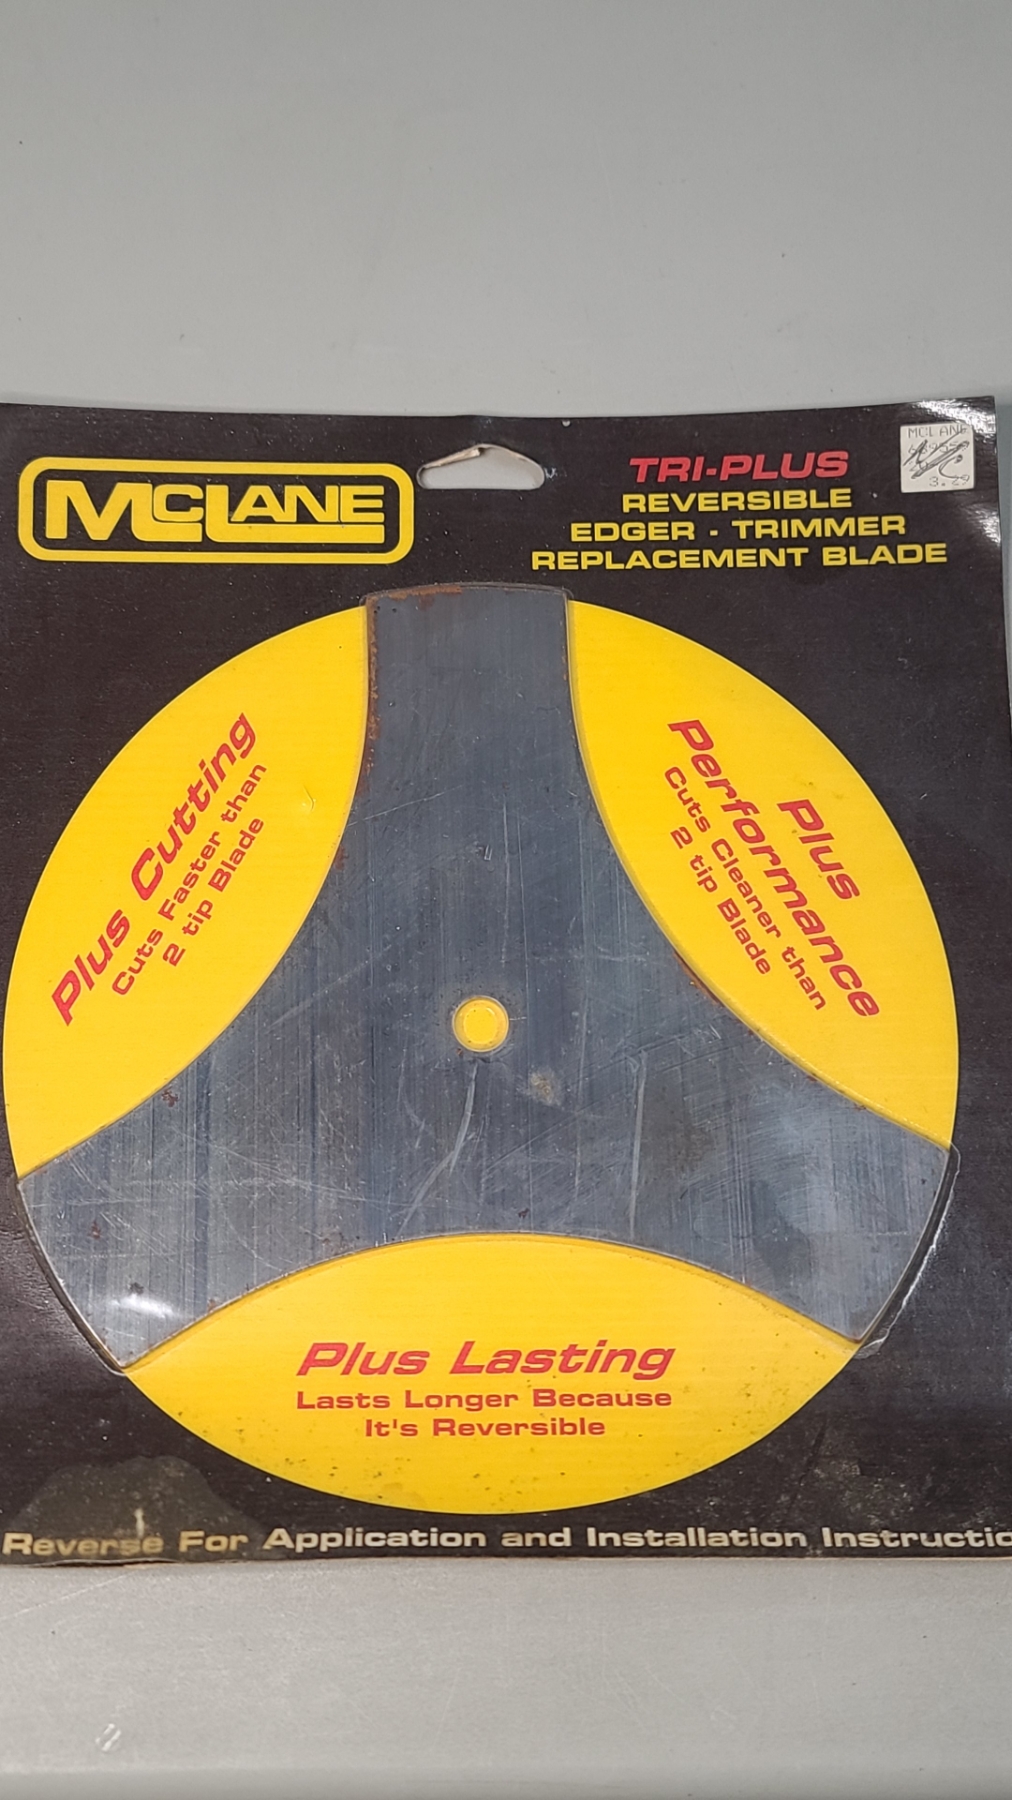 McLANE
TRI-PLUS
REVERSIBLE
EDGER - TRIMMER
REPLACEMENT BLADE
MCLANE
3.29
Plus Cutting
Cuts Faster than
2 tip Blade
Plus
Performance
Cuts Cleaner than
2 tip Blade
Plus Lasting
Lasts Longer Because
It's Reversible
Reverse For Application and Installation Instructio